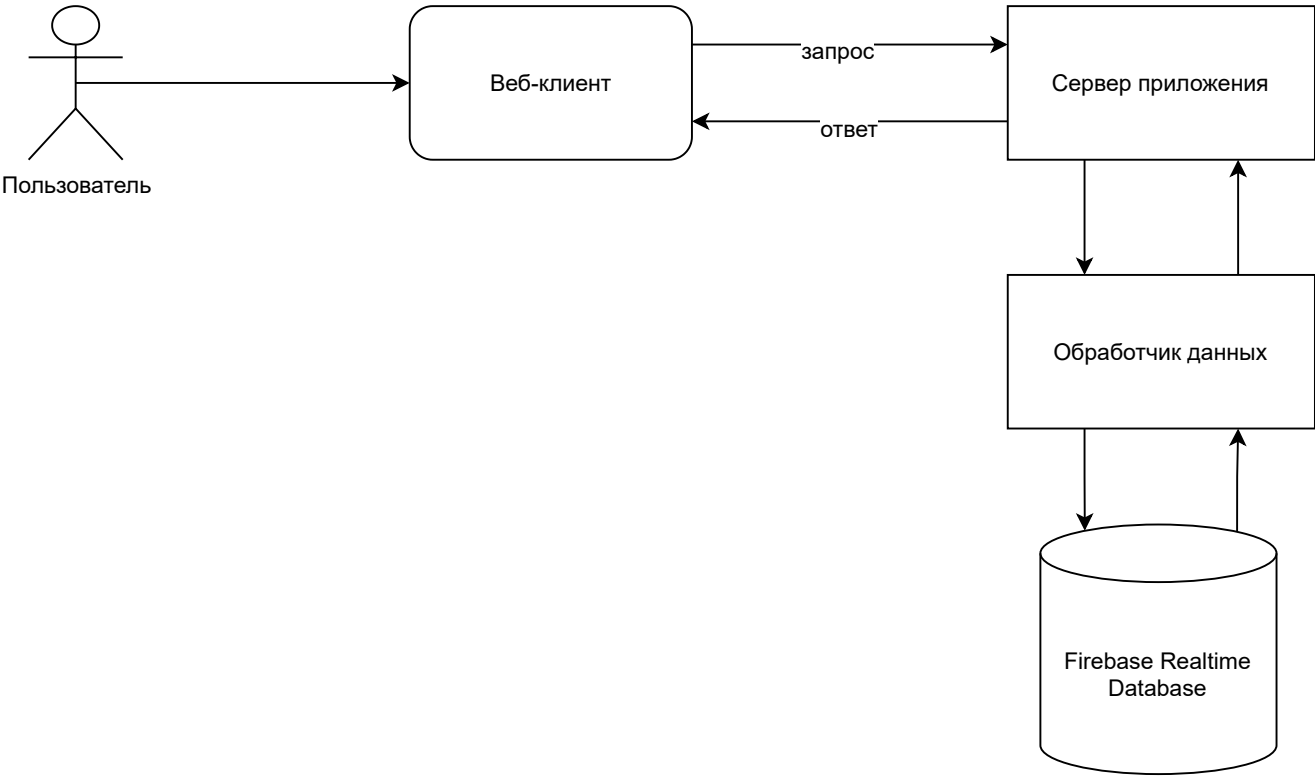 Веб-клиент
запрос
Сервер приложения
ответ
Пользователь
Обработчик данных
Firebase Realtime
Database